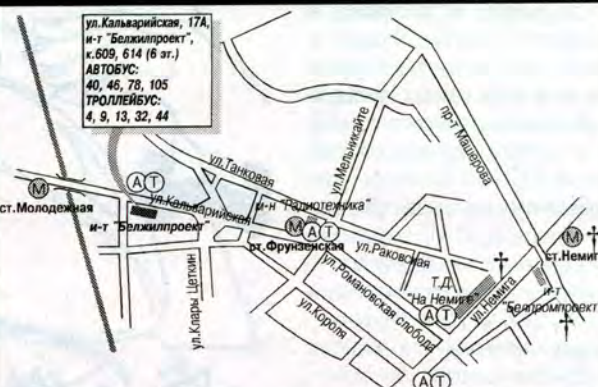 ул.Кальварийская, 17А,
и-т "Белжилпроект",
к.609, 614 (6 эт.)
АВТОБУС:
40, 46, 78, 105
ТРОЛЛЕЙБУС:
4, 9, 13, 32, 44
пр-т Машерова
ул.Мельникайте
ул.Танковая
М
А Т
ст.Молодежная
ул.Кальварийская
и-н "Радиотехника"
и-т "Белжилпроект"
М А Т
ст.Фрунзенская
ул.Раковская
М
ст.Немига
Т.Д.
"На Немиге"
ул.Немига
и-т
"Белпромпроект"
ул.Клары Цеткин
ул.Романовская слобода
ул.Короля
А Т
А Т